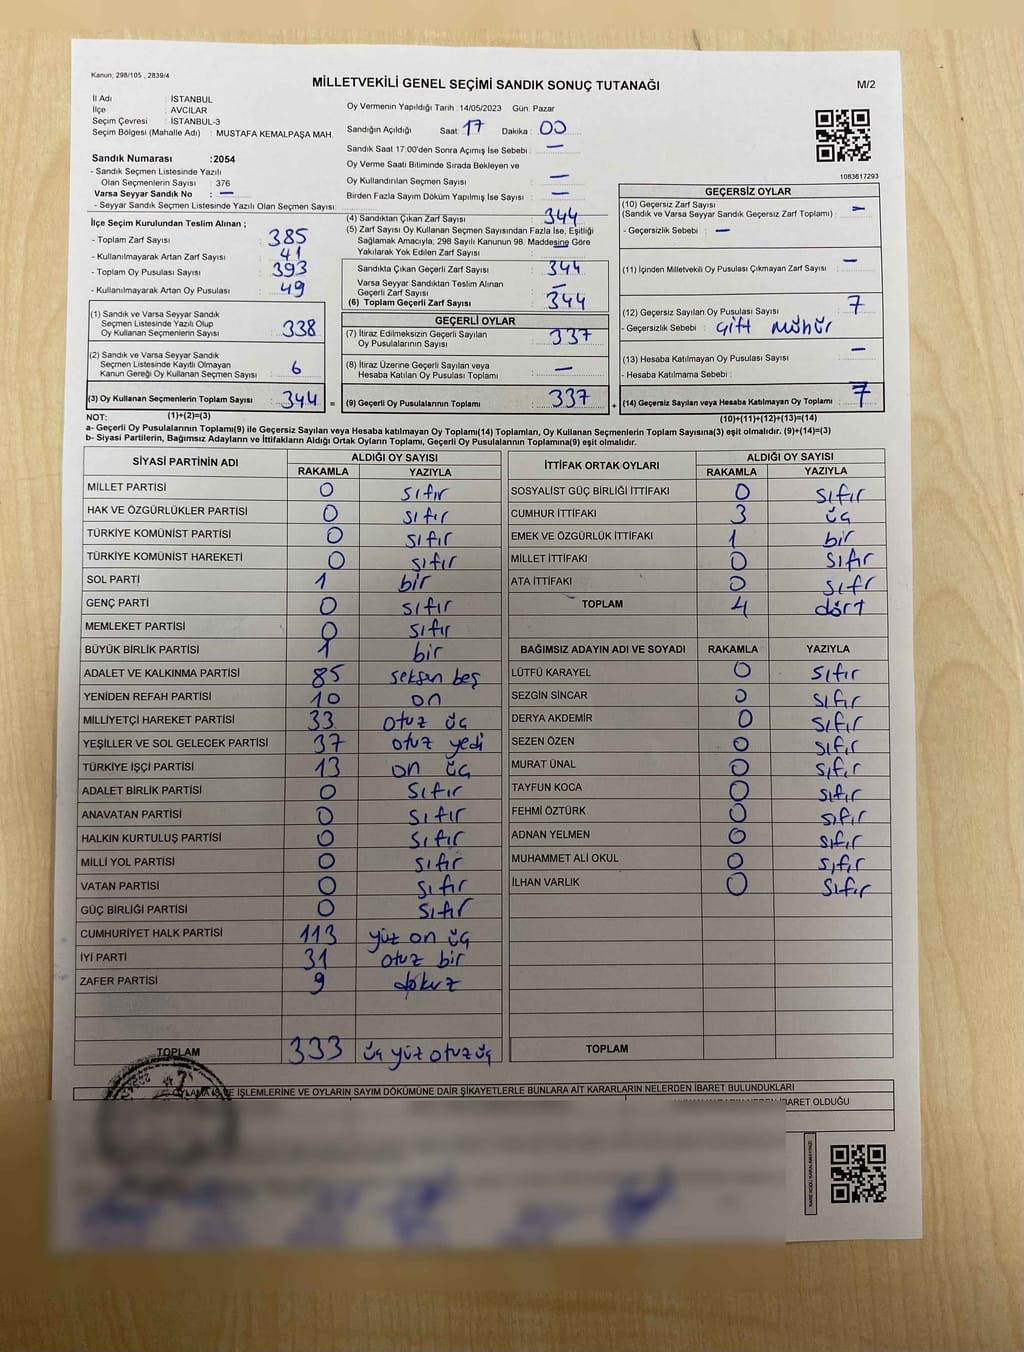 Kanun; 298/105 , 2839/4
MİLLETVEKİLİ GENEL SEÇİMİ SANDIK SONUÇ TUTANAĞI
M/2
İl Adı : İSTANBUL
İlçe : AVCILAR
Seçim Çevresi : İSTANBUL-3
Seçim Bölgesi (Mahalle Adı) : MUSTAFA KEMALPAŞA MAH.
Sandık Numarası :2054
- Sandık Seçmen Listesinde Yazılı
Olan Seçmenlerin Sayısı : 376
Varsa Seyyar Sandık No : —
- Seyyar Sandık Seçmen Listesinde Yazılı Olan Seçmen Sayısı:
Oy Vermenin Yapıldığı Tarih :14/05/2023 Gün: Pazar
Sandığın Açıldığı Saat: 17 Dakika : 00
Sandık Saat 17:00'den Sonra Açımış İse Sebebi : —
Oy Verme Saati Bitiminde Sırada Bekleyen ve
Oy Kullandırılan Seçmen Sayısı : —
Birden Fazla Sayım Döküm Yapılmış İse Sayısı : —
1083617293
İlçe Seçim Kurulundan Teslim Alınan ;
- Toplam Zarf Sayısı : 385
- Kullanılmayarak Artan Zarf Sayısı : 41
- Toplam Oy Pusulası Sayısı : 393
- Kullanılmayarak Artan Oy Pusulası : 49
(1) Sandık ve Varsa Seyyar Sandık
Seçmen Listesinde Yazılı Olup
Oy Kullanan Seçmenlerin Sayısı : 338
(2) Sandık ve Varsa Seyyar Sandık
Seçmen Listesinde Kayıtlı Olmayan
Kanun Gereği Oy Kullanan Seçmen Sayısı : 6
(3) Oy Kullanan Seçmenlerin Toplam Sayısı : 344 =
(1)+(2)=(3)
(4) Sandıktan Çıkan Zarf Sayısı : 344
(5) Zarf Sayısı Oy Kullanan Seçmen Sayısından Fazla İse, Eşitliği
Sağlamak Amacıyla, 298 Sayılı Kanunun 98. Maddesine Göre
Yakılarak Yok Edilen Zarf Sayısı : —
Sandıkta Çıkan Geçerli Zarf Sayısı : 344
Varsa Seyyar Sandıktan Teslim Alınan
Geçerli Zarf Sayısı : —
(6) Toplam Geçerli Zarf Sayısı : 344
GEÇERLİ OYLAR
(7) İtiraz Edilmeksizin Geçerli Sayılan
Oy Pusulalarının Sayısı : 337
(8) İtiraz Üzerine Geçerli Sayılan veya
Hesaba Katılan Oy Pusulası Toplamı : —
(9) Geçerli Oy Pusulalarının Toplamı : 337 +
GEÇERSİZ OYLAR
(10) Geçersiz Zarf Sayısı
(Sandık ve Varsa Seyyar Sandık Geçersiz Zarf Toplamı) : —
- Geçersizlik Sebebi : —
(11) İçinden Milletvekili Oy Pusulası Çıkmayan Zarf Sayısı : —
(12) Geçersiz Sayılan Oy Pusulası Sayısı : 7
- Geçersizlik Sebebi : Çift mühür
(13) Hesaba Katılmayan Oy Pusulası Sayısı : —
- Hesaba Katılmama Sebebi :
(14) Geçersiz Sayılan veya Hesaba Katılmayan Oy Toplamı : 7
(10)+(11)+(12)+(13)=(14)
NOT:
a- Geçerli Oy Pusulalarının Toplamı(9) ile Geçersiz Sayılan veya Hesaba katılmayan Oy Toplamı(14) Toplamları, Oy Kullanan Seçmenlerin Toplam Sayısına(3) eşit olmalıdır. (9)+(14)=(3)
b- Siyasi Partilerin, Bağımsız Adayların ve İttifakların Aldığı Ortak Oyların Toplamı, Geçerli Oy Pusulalarının Toplamına(9) eşit olmalıdır.
SİYASİ PARTİNİN ADI ALDIĞI OY SAYISI
RAKAMLA YAZIYLA
MİLLET PARTİSİ 0 sıfır
HAK VE ÖZGÜRLÜKLER PARTİSİ 0 sıfır
TÜRKİYE KOMÜNİST PARTİSİ 0 sıfır
TÜRKİYE KOMÜNİST HAREKETİ 0 sıfır
SOL PARTİ 1 bir
GENÇ PARTİ 0 sıfır
MEMLEKET PARTİSİ 0 sıfır
BÜYÜK BİRLİK PARTİSİ 1 bir
ADALET VE KALKINMA PARTİSİ 85 seksen beş
YENİDEN REFAH PARTİSİ 10 on
MİLLİYETÇİ HAREKET PARTİSİ 33 otuz üç
YEŞİLLER VE SOL GELECEK PARTİSİ 37 otuz yedi
TÜRKİYE İŞÇİ PARTİSİ 13 on üç
ADALET BİRLİK PARTİSİ 0 sıfır
ANAVATAN PARTİSİ 0 sıfır
HALKIN KURTULUŞ PARTİSİ 0 sıfır
MİLLİ YOL PARTİSİ 0 sıfır
VATAN PARTİSİ 0 sıfır
GÜÇ BİRLİĞİ PARTİSİ 0 sıfır
CUMHURİYET HALK PARTİSİ 113 yüz on üç
İYİ PARTİ 31 otuz bir
ZAFER PARTİSİ 9 dokuz
TOPLAM 333 üç yüz otuz üç
İTTİFAK ORTAK OYLARI ALDIĞI OY SAYISI
RAKAMLA YAZIYLA
SOSYALİST GÜÇ BİRLİĞİ İTTİFAKI 0 sıfır
CUMHUR İTTİFAKI 3 üç
EMEK VE ÖZGÜRLÜK İTTİFAKI 1 bir
MİLLET İTTİFAKI 0 sıfır
ATA İTTİFAKI 0 sıfr
TOPLAM 4 dört
BAĞIMSIZ ADAYIN ADI VE SOYADI RAKAMLA YAZIYLA
LÜTFÜ KARAYEL 0 sıfır
SEZGİN SİNCAR 0 sıfır
DERYA AKDEMİR 0 sıfır
SEZEN ÖZEN 0 sıfır
MURAT ÜNAL 0 sıfır
TAYFUN KOCA 0 sıfır
FEHMİ ÖZTÜRK 0 sıfır
ADNAN YELMEN 0 sıfır
MUHAMMET ALİ OKUL 0 sıfır
İLHAN VARLIK 0 sıfır
TOPLAM
İŞLEMLERİNE VE OYLARIN SAYIM DÖKÜMÜNE DAİR ŞİKAYETLERLE BUNLARA AİT KARARLARIN NELERDEN İBARET BULUNDUKLARI
İBARET OLDUĞU